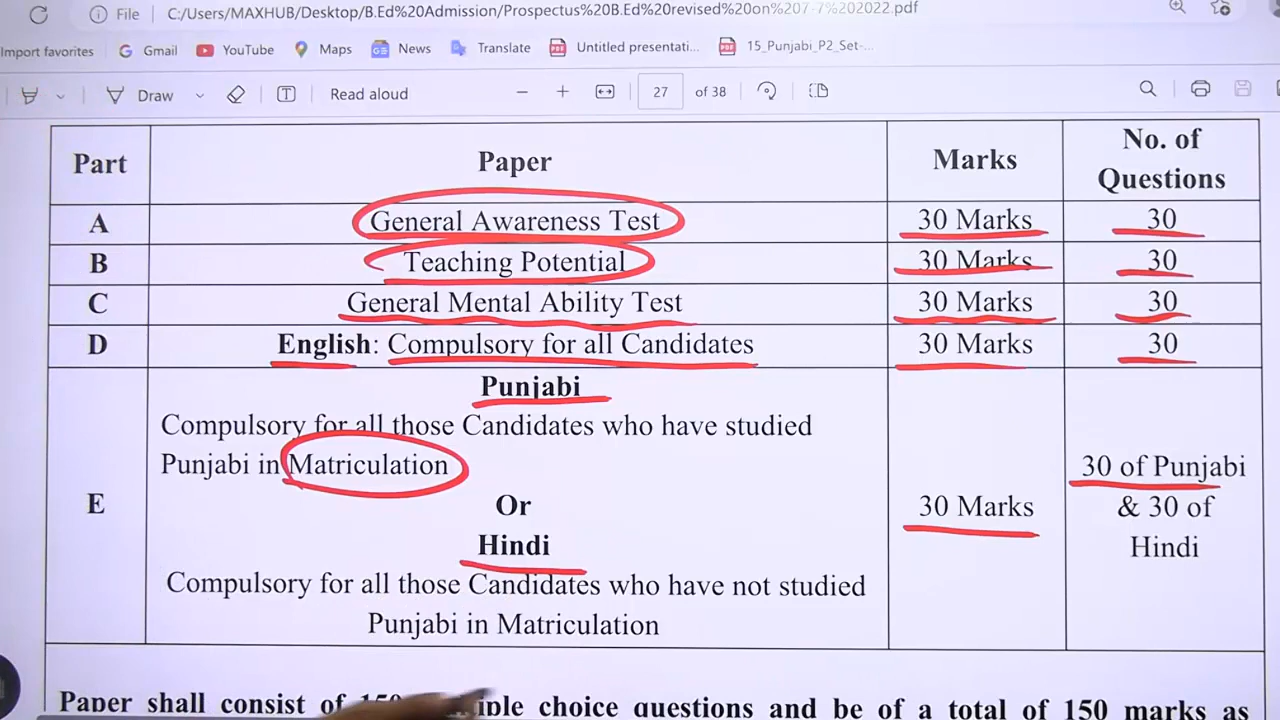 File C:/Users/MAXHUB/Desktop/B.Ed%20Admission/Prospectus%20B.Ed%20revised%20on%207-7%202022.pdf
Import favorites Gmail YouTube Maps News Translate Untitled presentati... 15_Punjabi_P2_Set-...
Draw Read aloud 27 of 38
Part Paper Marks No. of Questions
A General Awareness Test 30 Marks 30
B Teaching Potential 30 Marks 30
C General Mental Ability Test 30 Marks 30
D English: Compulsory for all Candidates 30 Marks 30
Punjabi
Compulsory for all those Candidates who have studied
Punjabi in Matriculation
E
Or
Hindi
Compulsory for all those Candidates who have not studied
Punjabi in Matriculation
30 Marks
30 of Punjabi
& 30 of
Hindi
Paper shall consist of 150 choice questions and be of a total of 150 marks as